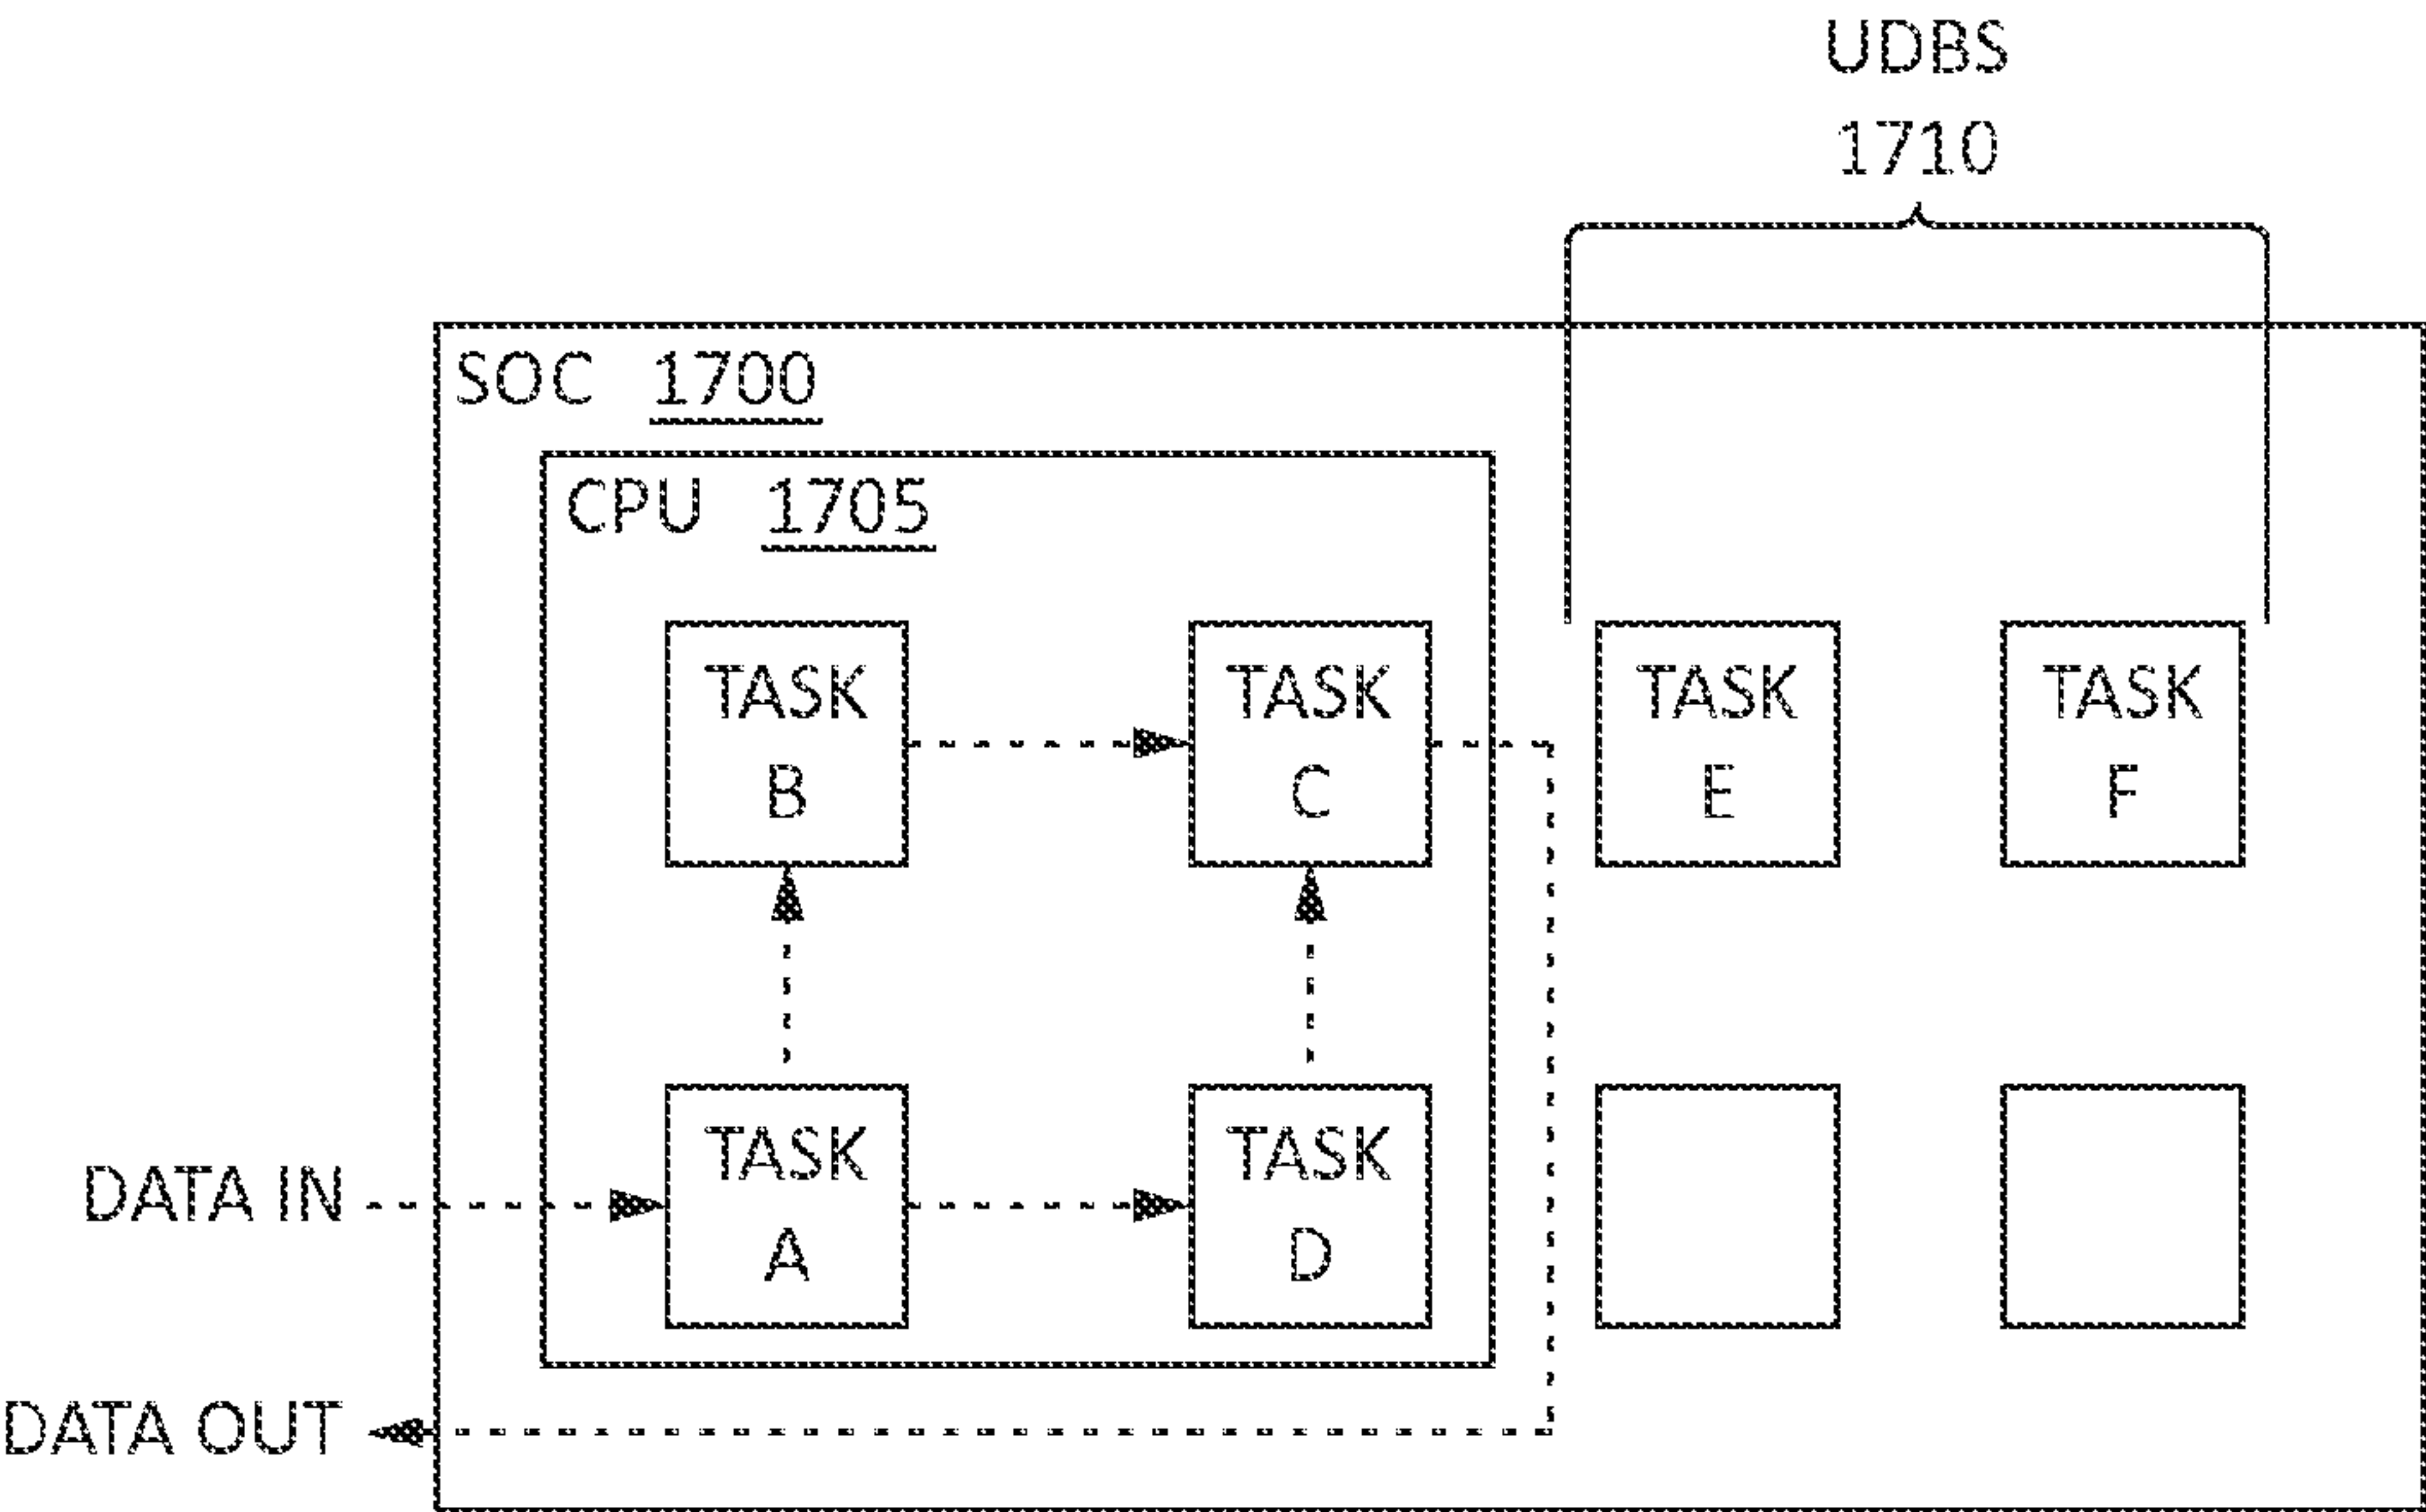 UDBS
1710
SOC 1700
CPU 1705
TASK
B
TASK
C
TASK
E
TASK
F
TASK
A
TASK
D
DATA IN
DATA OUT